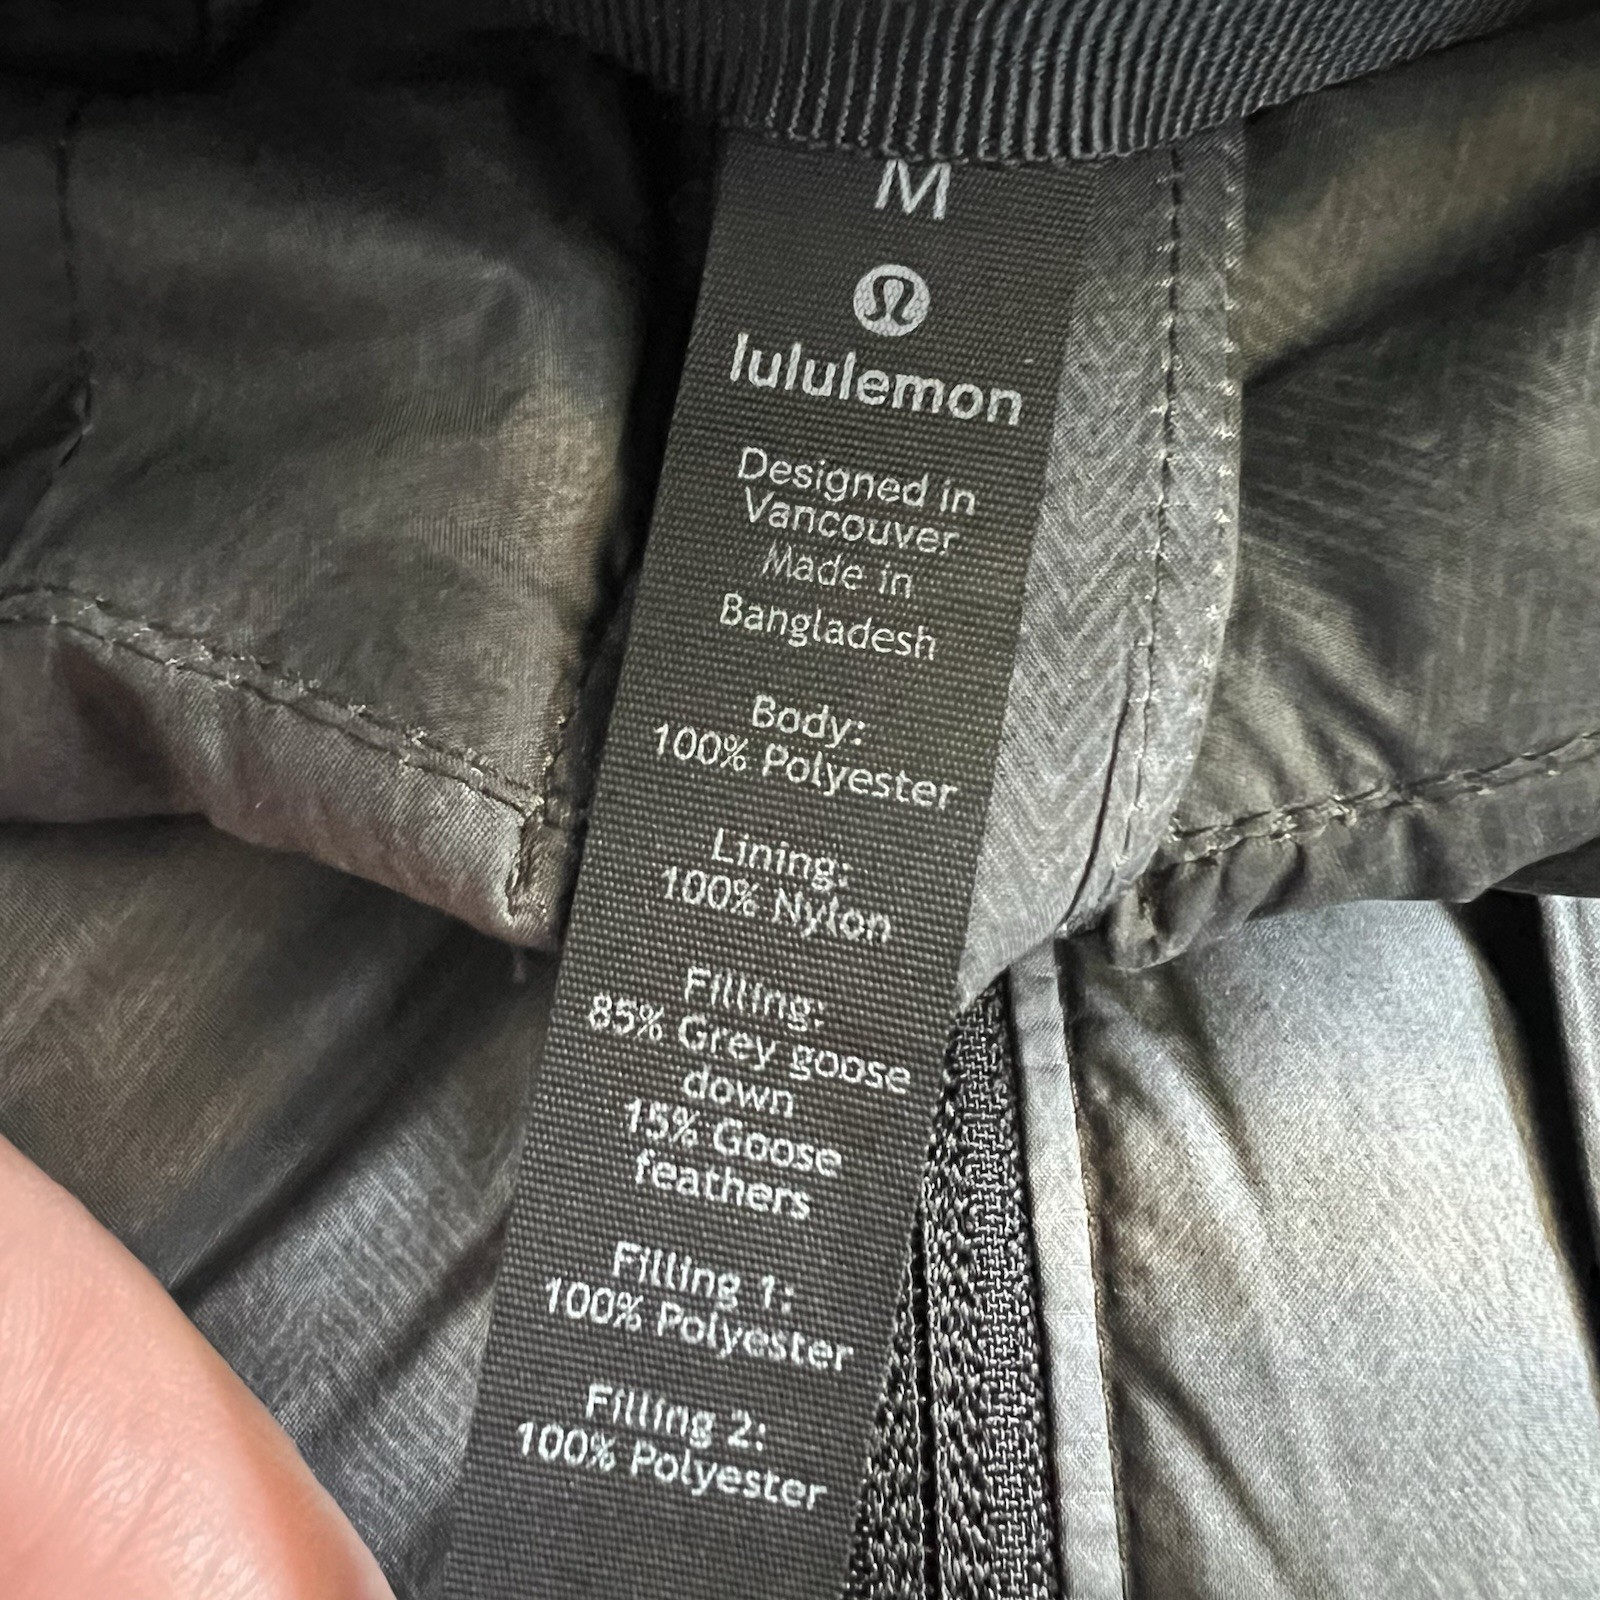 M
lululemon
Designed in
Vancouver
Made in
Bangladesh
Body:
100% Polyester
Lining:
100% Nylon
Filling:
85% Grey goose
down
15% Goose
feathers
Filling 1:
100% Polyester
Filling 2:
100% Polyester